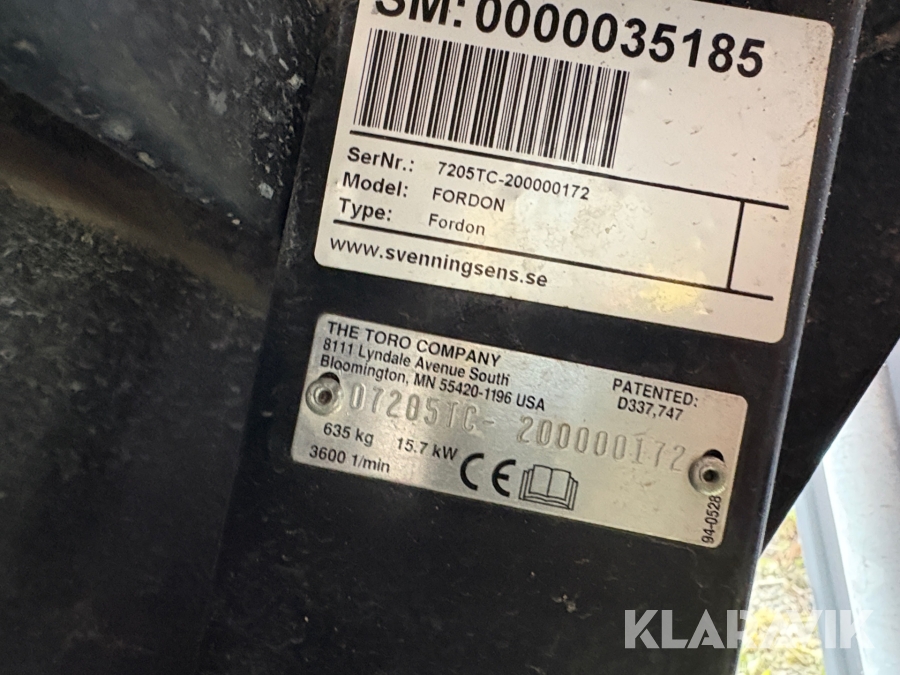 SM: 0000035185
SerNr.: 7205TC-200000172
Model: FORDON
Type: Fordon
www.svenningsens.se
THE TORO COMPANY
8111 Lyndale Avenue South
Bloomington, MN 55420-1196 USA
PATENTED:
D337,747
07205TC- 200000172
635 kg 15.7 kW
3600 1/min
CE
94-0528
KLARAVIK